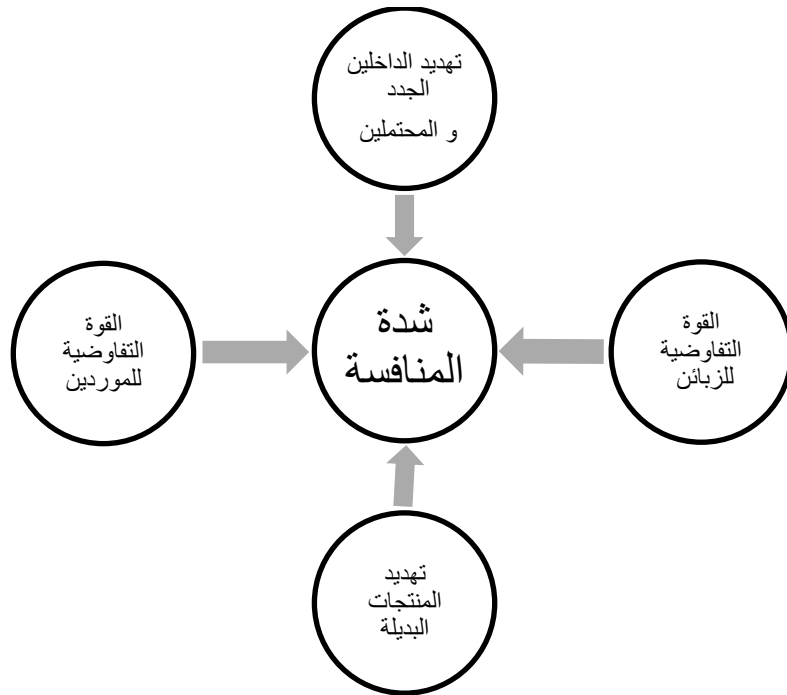 تهديد الداخلين
الجدد
و المحتملين
القوة
التفاوضية
للزبائن
شدة
المنافسة
القوة
التفاوضية
للموردين
تهديد
المنتجات
البديلة